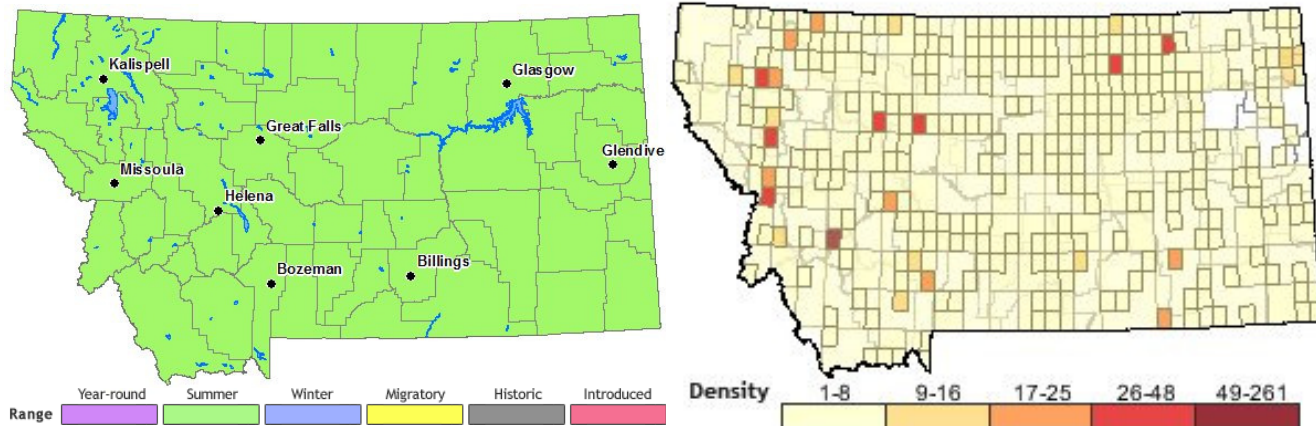 Kalispell
Glasgow
Great Falls
Glendive
Missoula
Helena
Bozeman
Billings
Year-round Summer Winter Migratory Historic Introduced
Range
Density 1-8 9-16 17-25 26-48 49-261